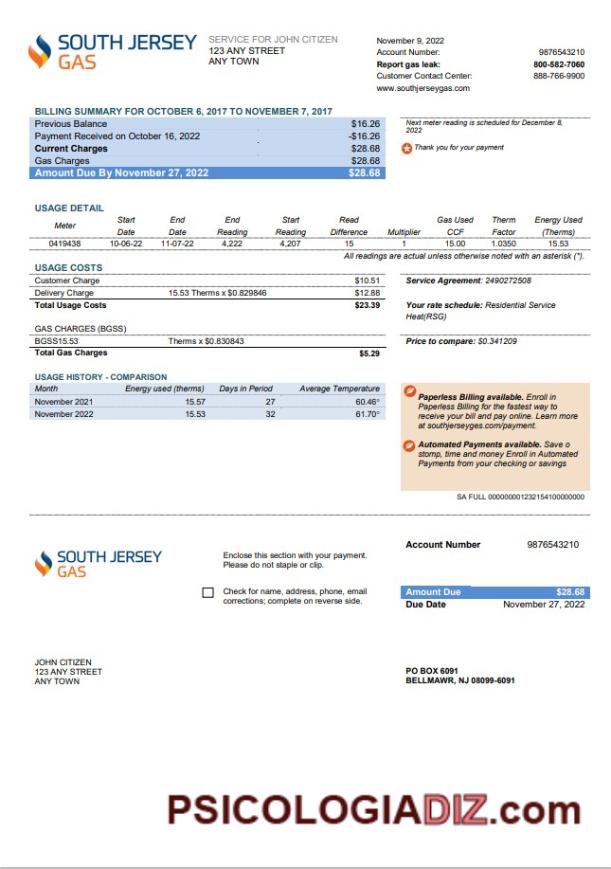 SOUTH JERSEY
GAS
SERVICE FOR JOHN CITIZEN
123 ANY STREET
ANY TOWN
November 9, 2022
Account Number: 9876543210
Report gas leak: 800-582-7060
Customer Contact Center: 888-766-9900
www.southjerseygas.com
BILLING SUMMARY FOR OCTOBER 6, 2017 TO NOVEMBER 7, 2017
Previous Balance $16.26
Payment Received on October 16, 2022 -$16.26
Current Charges $28.68
Gas Charges $28.68
Amount Due By November 27, 2022 $28.68
Next meter reading is scheduled for December 8,
2022
Thank you for your payment
USAGE DETAIL
Meter Start Date End Date End Reading Start Reading Read Difference Multiplier Gas Used CCF Therm Factor Energy Used (Therms)
0419438 10-06-22 11-07-22 4,222 4,207 15 1 15.00 1.0350 15.53
All readings are actual unless otherwise noted with an asterisk (*).
USAGE COSTS
Customer Charge $10.51
Delivery Charge 15.53 Therms x $0.829846 $12.88
Total Usage Costs $23.39
Service Agreement: 2490272508
Your rate schedule: Residential Service
Heat(RSG)
GAS CHARGES (BGSS)
BGSS15.53 Therms x $0.830843
Total Gas Charges $5.29
Price to compare: $0.341209
USAGE HISTORY - COMPARISON
Month Energy used (therms) Days in Period Average Temperature
November 2021 15.57 27 60.46°
November 2022 15.53 32 61.70°
Paperless Billing available. Enroll in
Paperless Billing for the fastest way to
receive your bill and pay online. Learn more
at southjerseyges.com/payment.
Automated Payments available. Save o
stomp, time and money Enroll in Automated
Payments from your checking or savings
SA FULL 0000000012321541000000000
SOUTH JERSEY
GAS
Enclose this section with your payment.
Please do not staple or clip.
Check for name, address, phone, email
corrections; complete on reverse side.
Account Number 9876543210
Amount Due $28.68
Due Date November 27, 2022
JOHN CITIZEN
123 ANY STREET
ANY TOWN
PO BOX 6091
BELLMAWR, NJ 08099-6091
PSICOLOGIADIZ.com